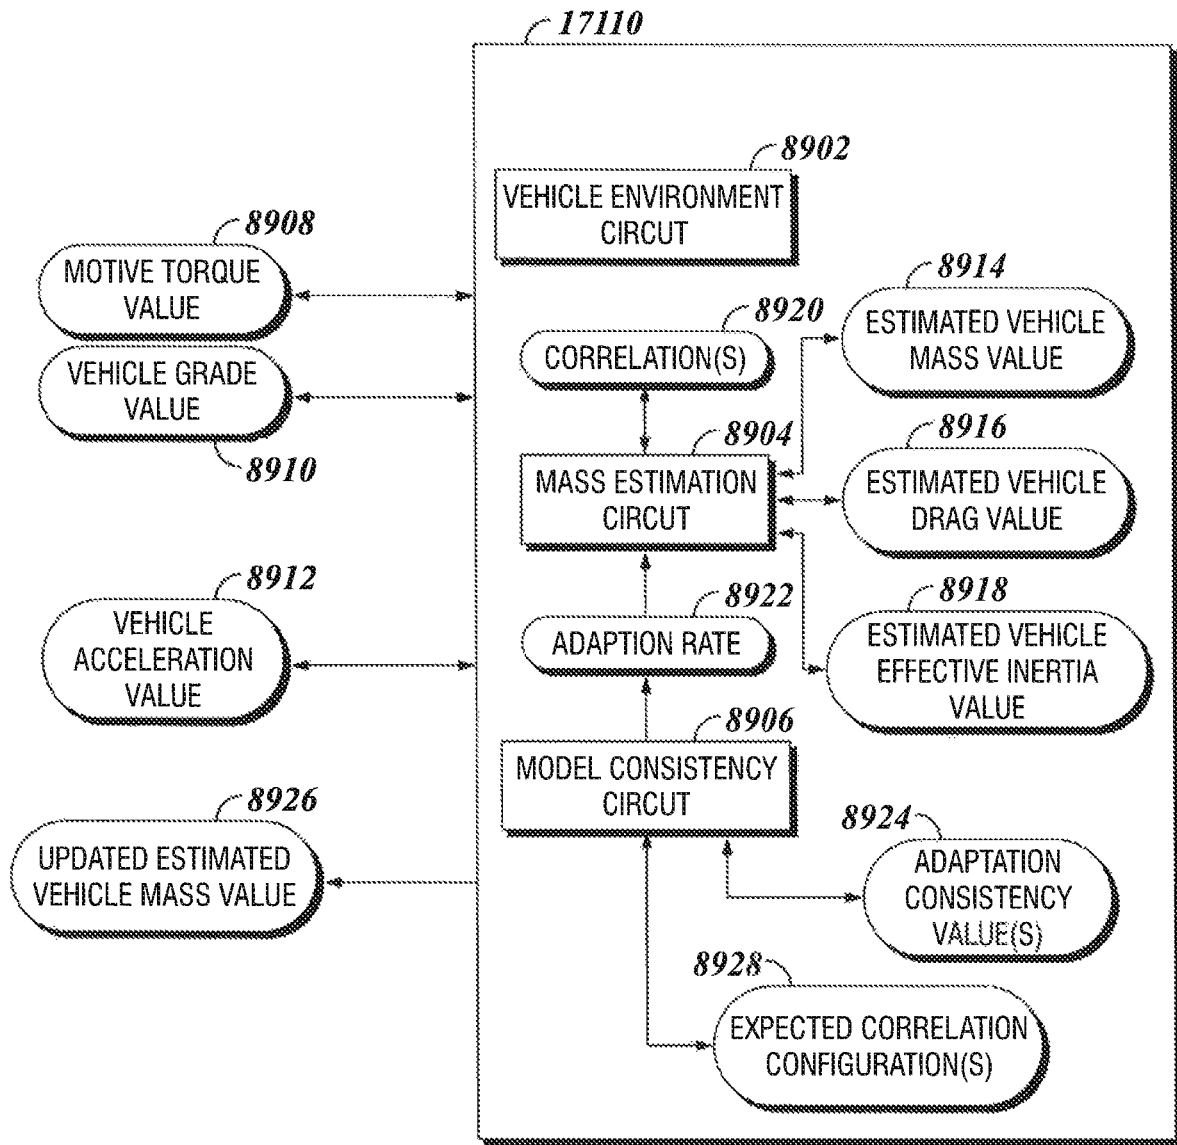 17110
8902
VEHICLE ENVIRONMENT
CIRCUT
8908
MOTIVE TORQUE
VALUE
VEHICLE GRADE
VALUE
8910
8914
ESTIMATED VEHICLE
MASS VALUE
8920
CORRELATION(S)
8904
MASS ESTIMATION
CIRCUT
8916
ESTIMATED VEHICLE
DRAG VALUE
8912
VEHICLE
ACCELERATION
VALUE
8922
ADAPTION RATE
8918
ESTIMATED VEHICLE
EFFECTIVE INERTIA
VALUE
8906
MODEL CONSISTENCY
CIRCUT
8926
UPDATED ESTIMATED
VEHICLE MASS VALUE
8924
ADAPTATION
CONSISTENCY
VALUE(S)
8928
EXPECTED CORRELATION
CONFIGURATION(S)